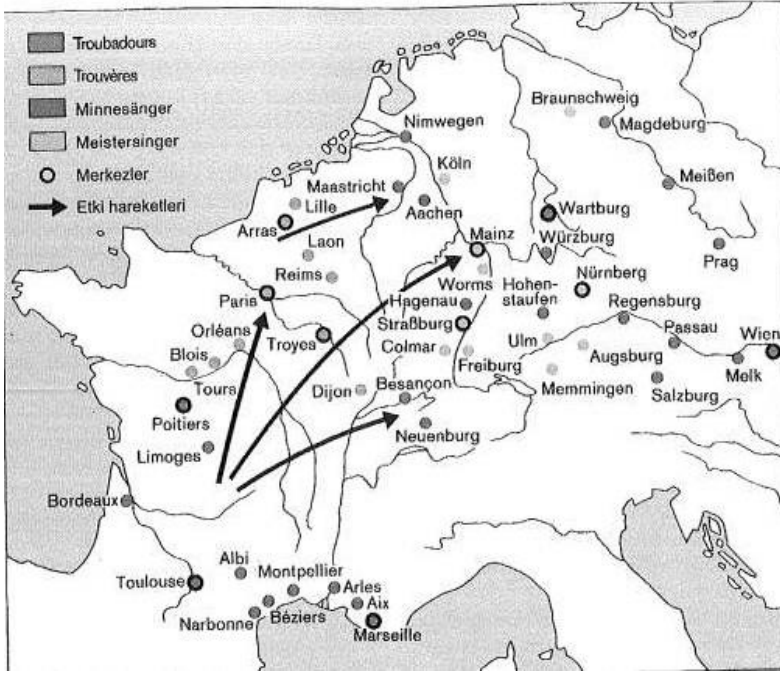 Troubadours
Trouvères
Minnesänger
Meistersinger
Merkezler
Etki hareketleri
Braunschweig
Magdeburg
Nimwegen
Köln
Meißen
Maastricht
Lille
Aachen
Wartburg
Arras
Mainz
Würzburg
Laon
Prag
Reims
Worms
Hohen-
staufen
Nürnberg
Paris
Hagenau
Regensburg
Orléans
Straßburg
Troyes
Passau
Wien
Blois
Colmar
Ulm
Augsburg
Freiburg
Melk
Tours
Dijon
Besançon
Memmingen
Salzburg
Poitiers
Neuenburg
Limoges
Bordeaux
Albi
Montpellier
Toulouse
Arles
Aix
Narbonne
Béziers
Marseille